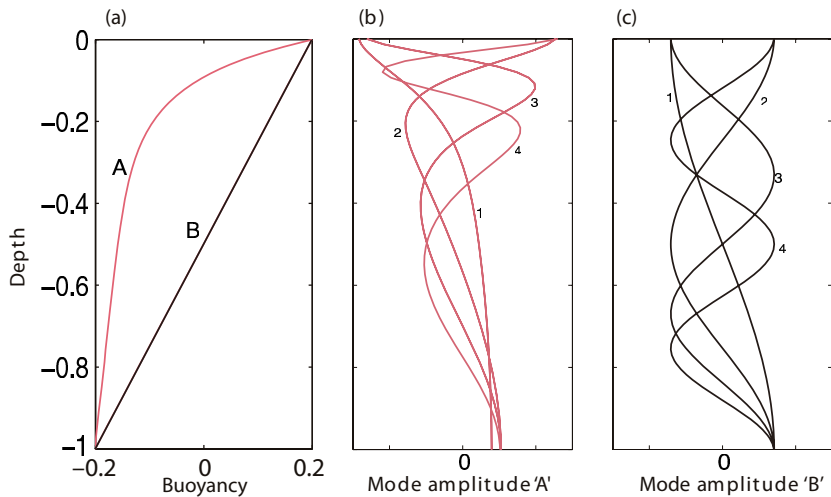 (a)
(b)
(c)
0
−0.2
−0.4
−0.6
−0.8
−1
Depth
A
B
−0.2
0
0.2
Buoyancy
1
2
3
4
0
Mode amplitude 'A'
1
2
3
4
0
Mode amplitude 'B'